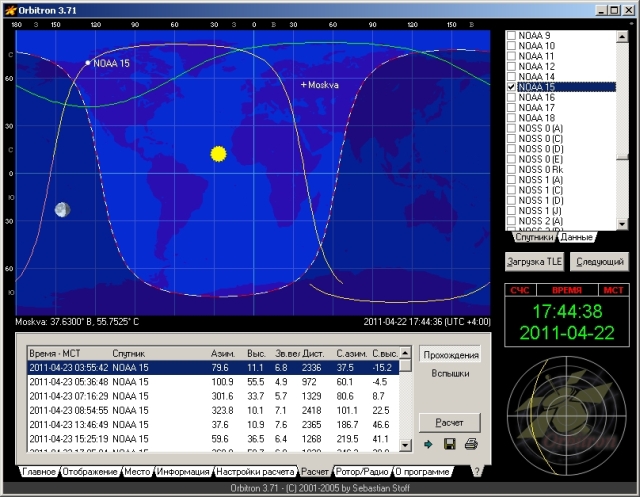 Orbitron 3.71
180 З 150 120 90 60 З 30 0 В 30 60 90 120 150 В
С
60
30
С
0
Ю
30
60
Ю
NOAA 15
Moskva
Moskva: 37.6300° В, 55.7525° С 2011-04-22 17:44:36 (UTC +4:00)
NOAA 9
NOAA 10
NOAA 11
NOAA 12
NOAA 14
NOAA 15
NOAA 16
NOAA 17
NOAA 18
NOSS 0 (A)
NOSS 0 (C)
NOSS 0 (D)
NOSS 0 (E)
NOSS 0 Rk
NOSS 1 (A)
NOSS 1 (C)
NOSS 1 (D)
NOSS 1 (J)
NOSS 2 (A)
Спутники Данные
Загрузка TLE Следующий
СЧС ВРЕМЯ МСТ
17:44:38
2011-04-22
Время - МСТ Спутник Азим. Выс. Зв.вел Дист. С.азим. С.выс.
2011-04-23 03:55:42 NOAA 15 79.6 11.1 6.8 2336 37.5 -15.2
2011-04-23 05:36:48 NOAA 15 100.9 55.5 4.9 972 60.1 -4.5
2011-04-23 07:16:29 NOAA 15 301.6 33.7 5.7 1329 80.6 8.7
2011-04-23 08:54:55 NOAA 15 323.8 10.1 7.1 2418 101.1 22.5
2011-04-23 13:46:49 NOAA 15 37.6 10.9 7.6 2365 186.7 46.6
2011-04-23 15:25:19 NOAA 15 59.6 36.5 6.4 1268 219.5 41.1
Прохождения
Вспышки
Расчет
Главное Отображение Место Информация Настройки расчета Расчет Ротор/Радио О программе ?
Orbitron 3.71 - (C) 2001-2005 by Sebastian Stoff